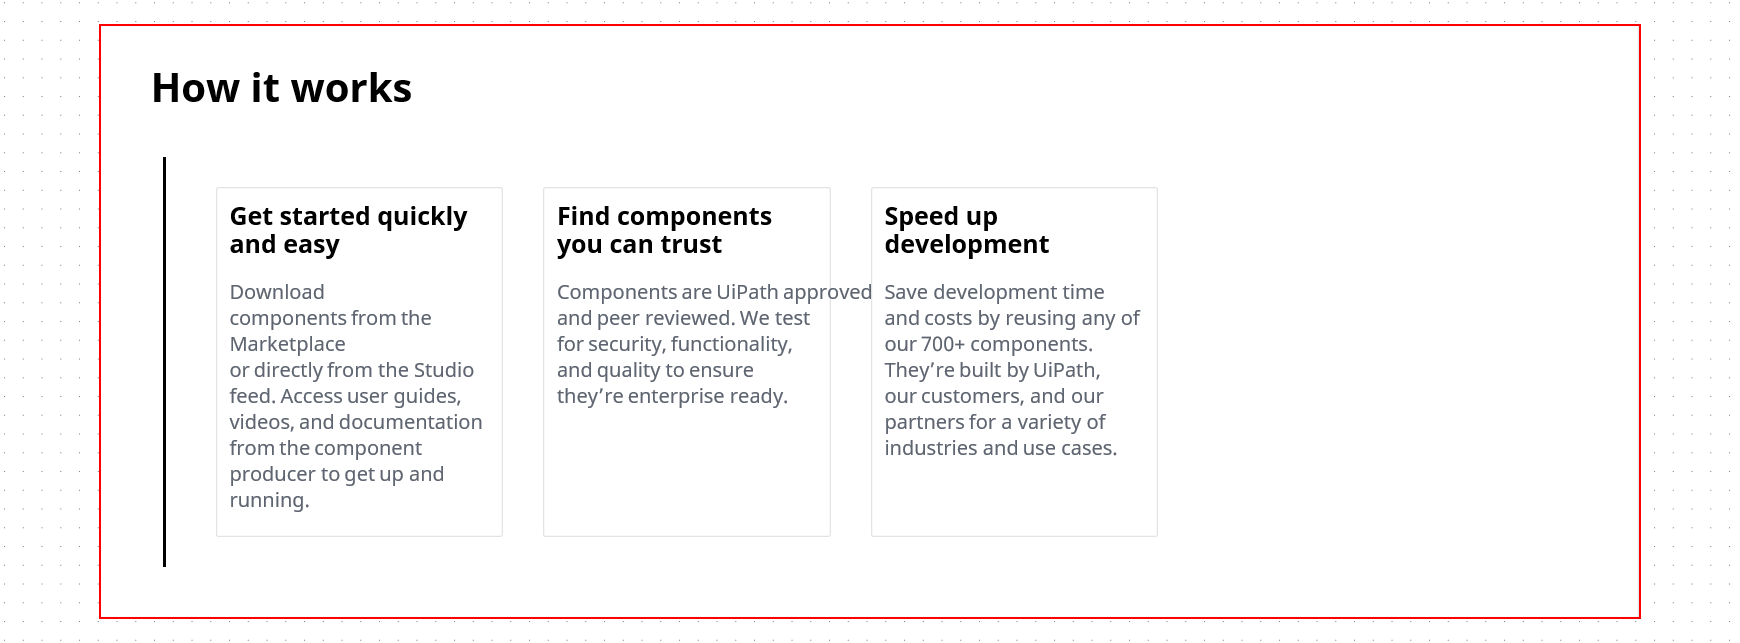 How it works
Get started quickly
and easy
Download
components from the
Marketplace
or directly from the Studio
feed. Access user guides,
videos, and documentation
from the component
producer to get up and
running.
Find components
you can trust
Components are UiPath approved
and peer reviewed. We test
for security, functionality,
and quality to ensure
they’re enterprise ready.
Speed up
development
Save development time
and costs by reusing any of
our 700+ components.
They’re built by UiPath,
our customers, and our
partners for a variety of
industries and use cases.